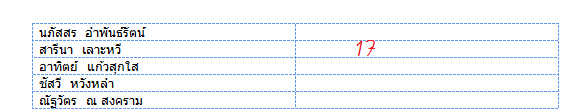 นภัสสร อำพันธ์รัตน์
สารีนา เลาะหวี 17
อาทิตย์ แก้วสุกใส
ซัสวี หวังหล่า
ณัฐวัตร ณ สงคราม